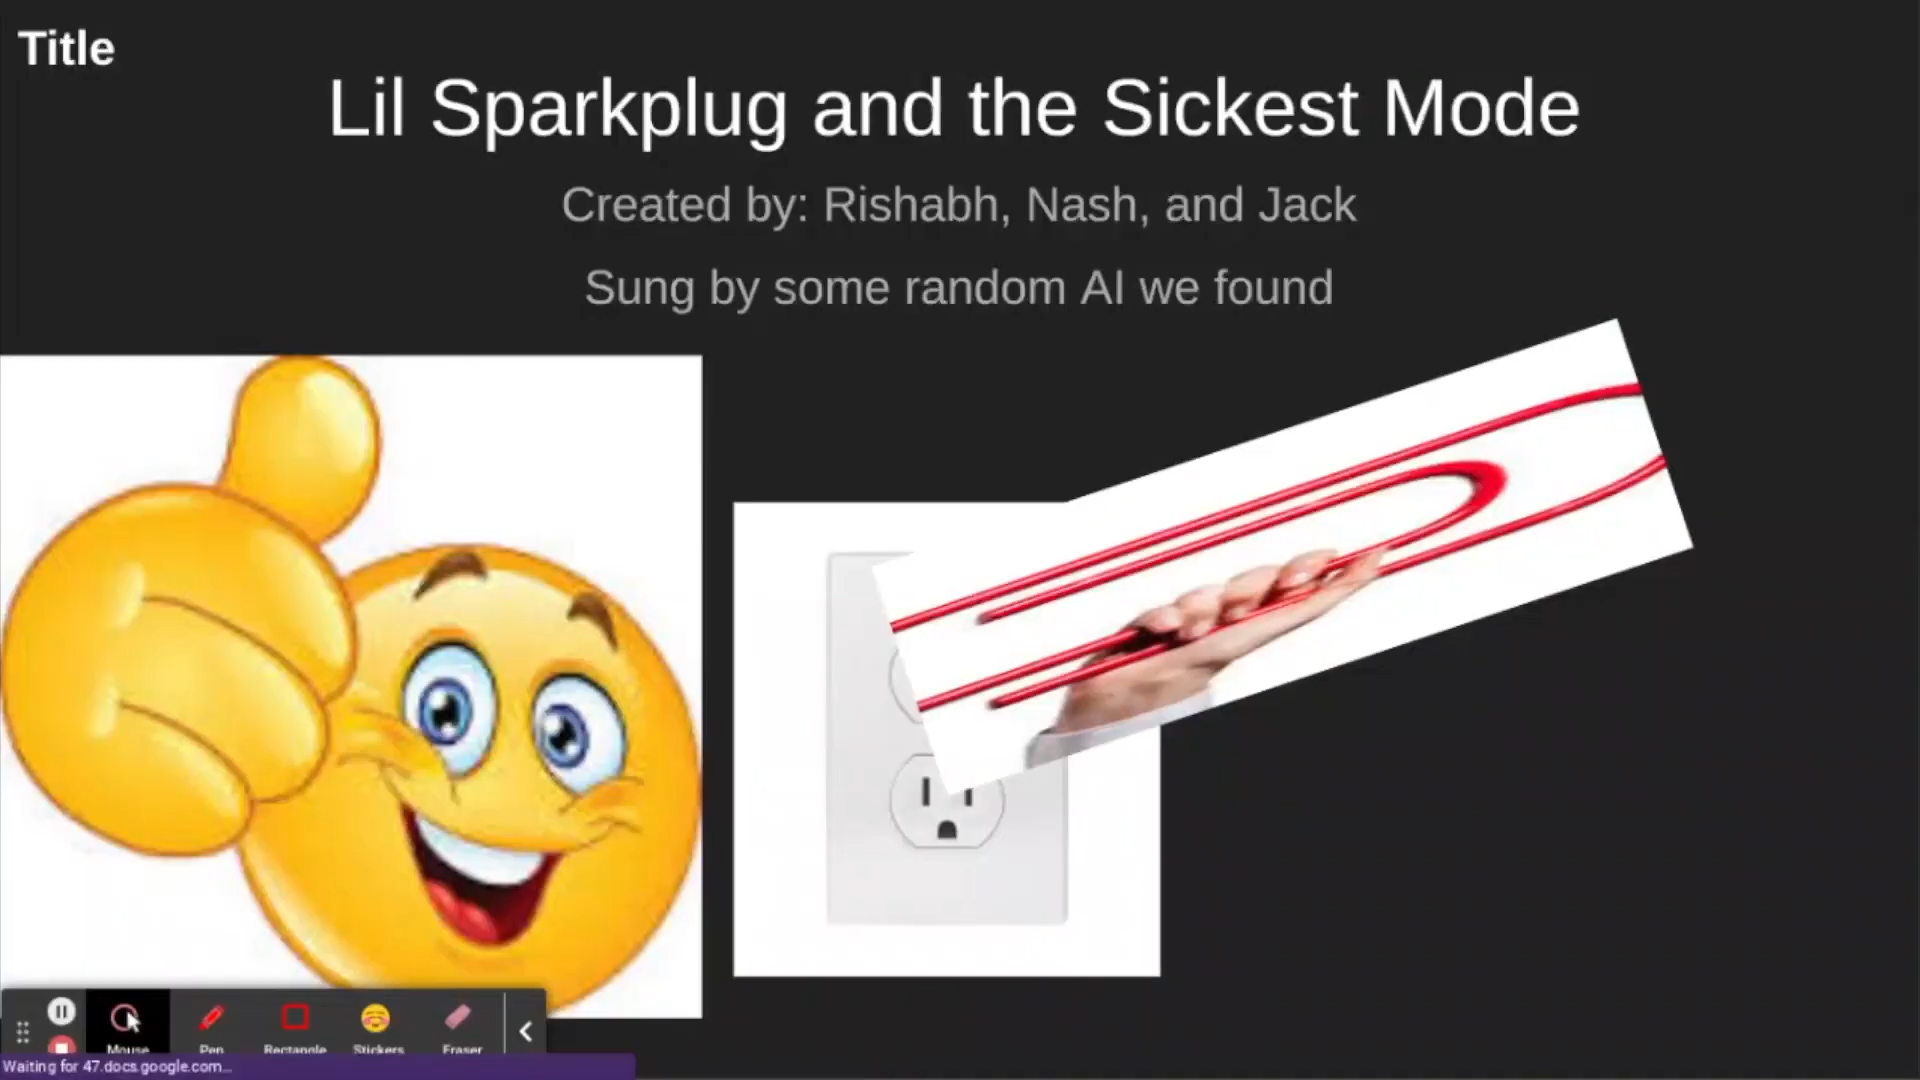 Title
Lil Sparkplug and the Sickest Mode
Created by: Rishabh, Nash, and Jack
Sung by some random AI we found
Mouse
Pen
Rectangle
Stickers
Eraser
Waiting for 47.docs.google.com...